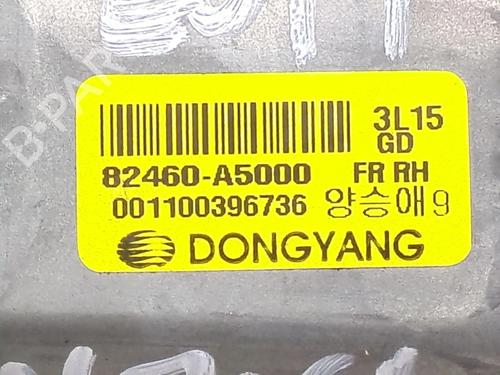 3L15
GD
82460-A5000 FR RH
001100396736 양승애9
DONGYANG
B-PAR